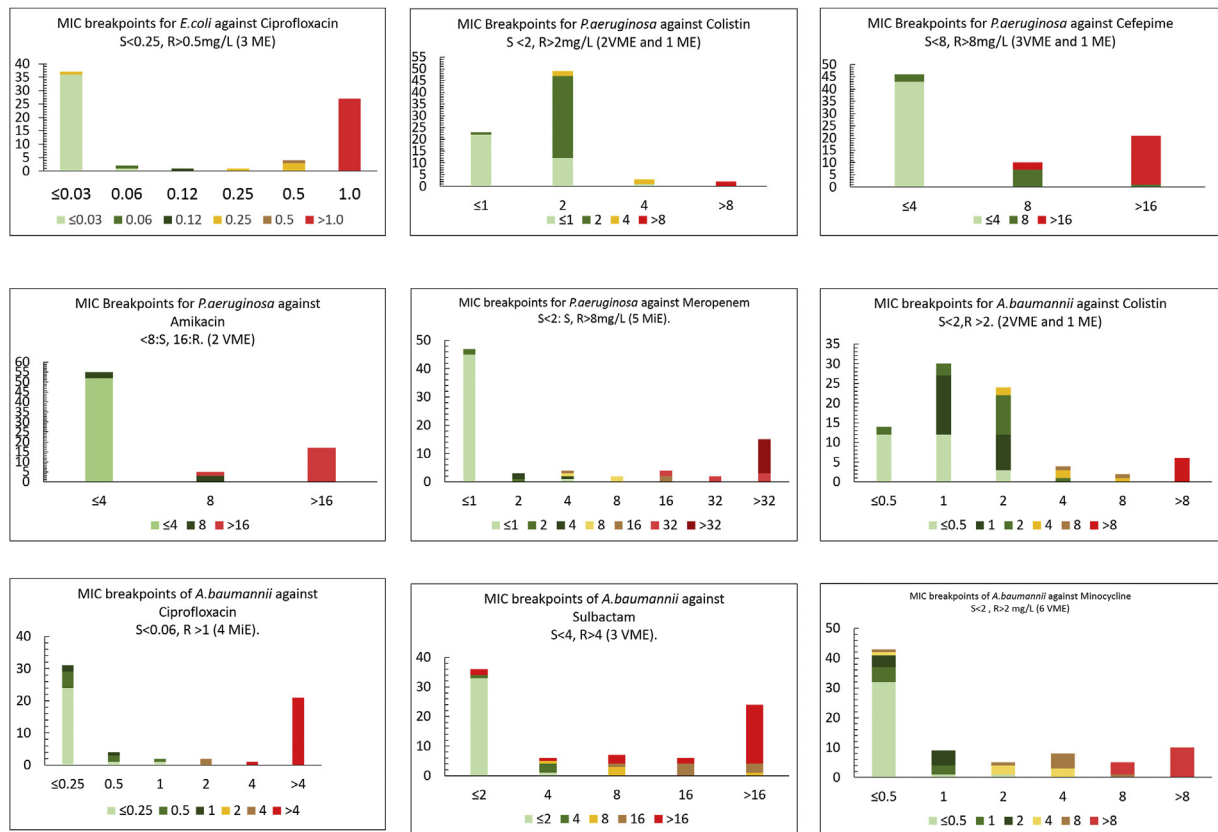 MIC Breakpoints for E.coli against Ciprofloxacin
S<0.25, R>0.5mg/L (3 ME)
40
35
30
25
20
15
10
5
0
≤0.03 0.06 0.12 0.25 0.5 1.0
≤0.03 0.06 0.12 0.25 0.5 >1.0
MIC Breakpoints for P.aeruginosa against Colistin
S <2, R>2mg/L (2VME and 1 ME)
55
50
45
40
35
30
25
20
15
10
5
0
≤1 2 4 >8
≤1 2 4 >8
MIC Breakpoints for P.aeruginosa against Cefepime
S<8, R>8mg/L (3VME and 1 ME)
50
40
30
20
10
0
≤4 8 >16
≤4 8 >16
MIC Breakpoints for P.aeruginosa against
Amikacin
<8:S, 16:R. (2 VME)
60
55
50
45
40
35
30
25
20
15
10
5
0
≤4 8 >16
≤4 8 >16
MIC breakpoints for P.aeruginosa against Meropenem
S<2: S, R>8mg/L (5 MiE).
50
40
30
20
10
0
≤1 2 4 8 16 32 >32
≤1 2 4 8 16 32 >32
MIC breakpoints for A.baumannii against Colistin
S<2,R >2. (2VME and 1 ME)
35
30
25
20
15
10
5
0
≤0.5 1 2 4 8 >8
≤0.5 1 2 4 8 >8
MIC breakpoints of A.baumannii against
Ciprofloxacin
S<0.06, R >1 (4 MiE).
40
30
20
10
0
≤0.25 0.5 1 2 4 >4
≤0.25 0.5 1 2 4 >4
MIC breakpoints of A.baumannii against
Sulbactam
S<4, R>4 (3 VME).
40
30
20
10
0
≤2 4 8 16 >16
≤2 4 8 16 >16
MIC breakpoints of A.baumannii against Minocycline
S<2 , R>2 mg/L (6 VME)
50
40
30
20
10
0
≤0.5 1 2 4 8 >8
≤0.5 1 2 4 8 >8